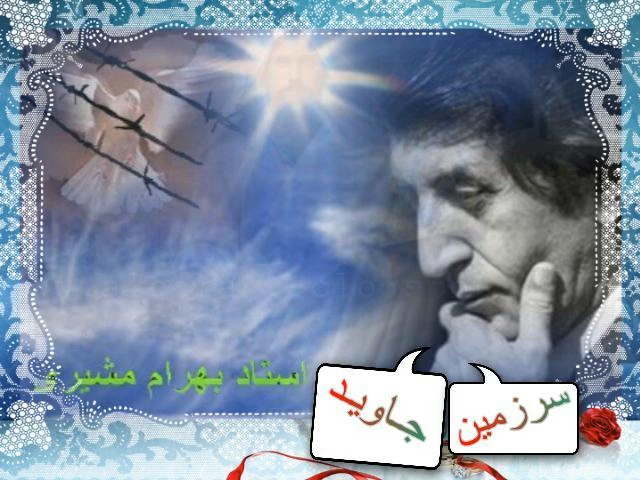 استاد بهرام مشیری
سرزمین
جاوید